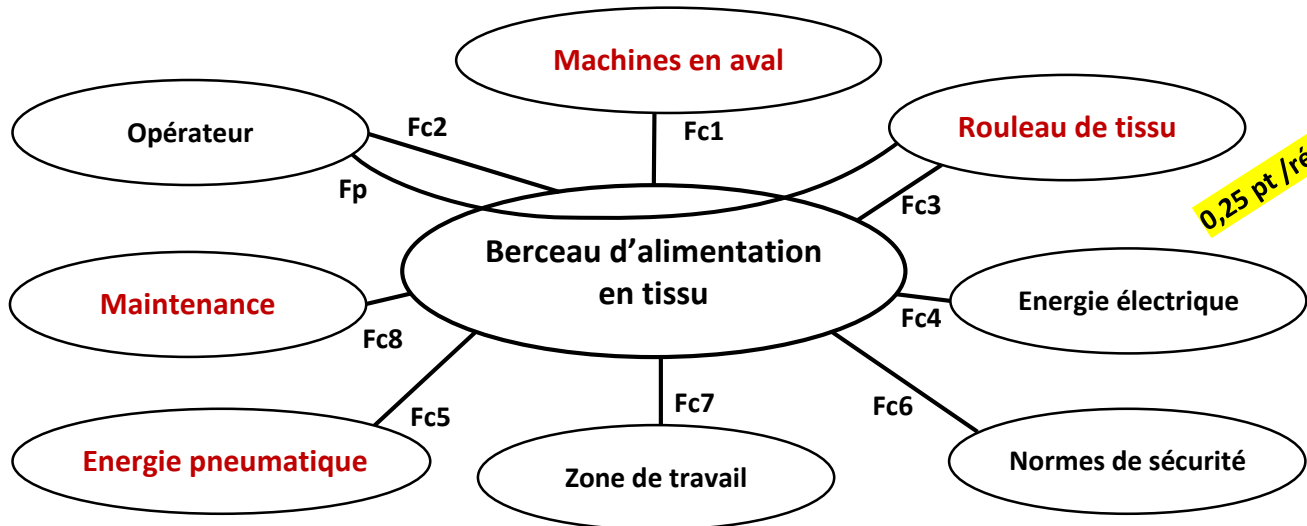 Machines en aval
Opérateur
Fc2
Fc1
Rouleau de tissu
Fp
Fc3
0,25 pt /ré
Berceau d’alimentation
en tissu
Maintenance
Fc8
Fc4
Energie électrique
Fc5
Fc7
Fc6
Energie pneumatique
Zone de travail
Normes de sécurité